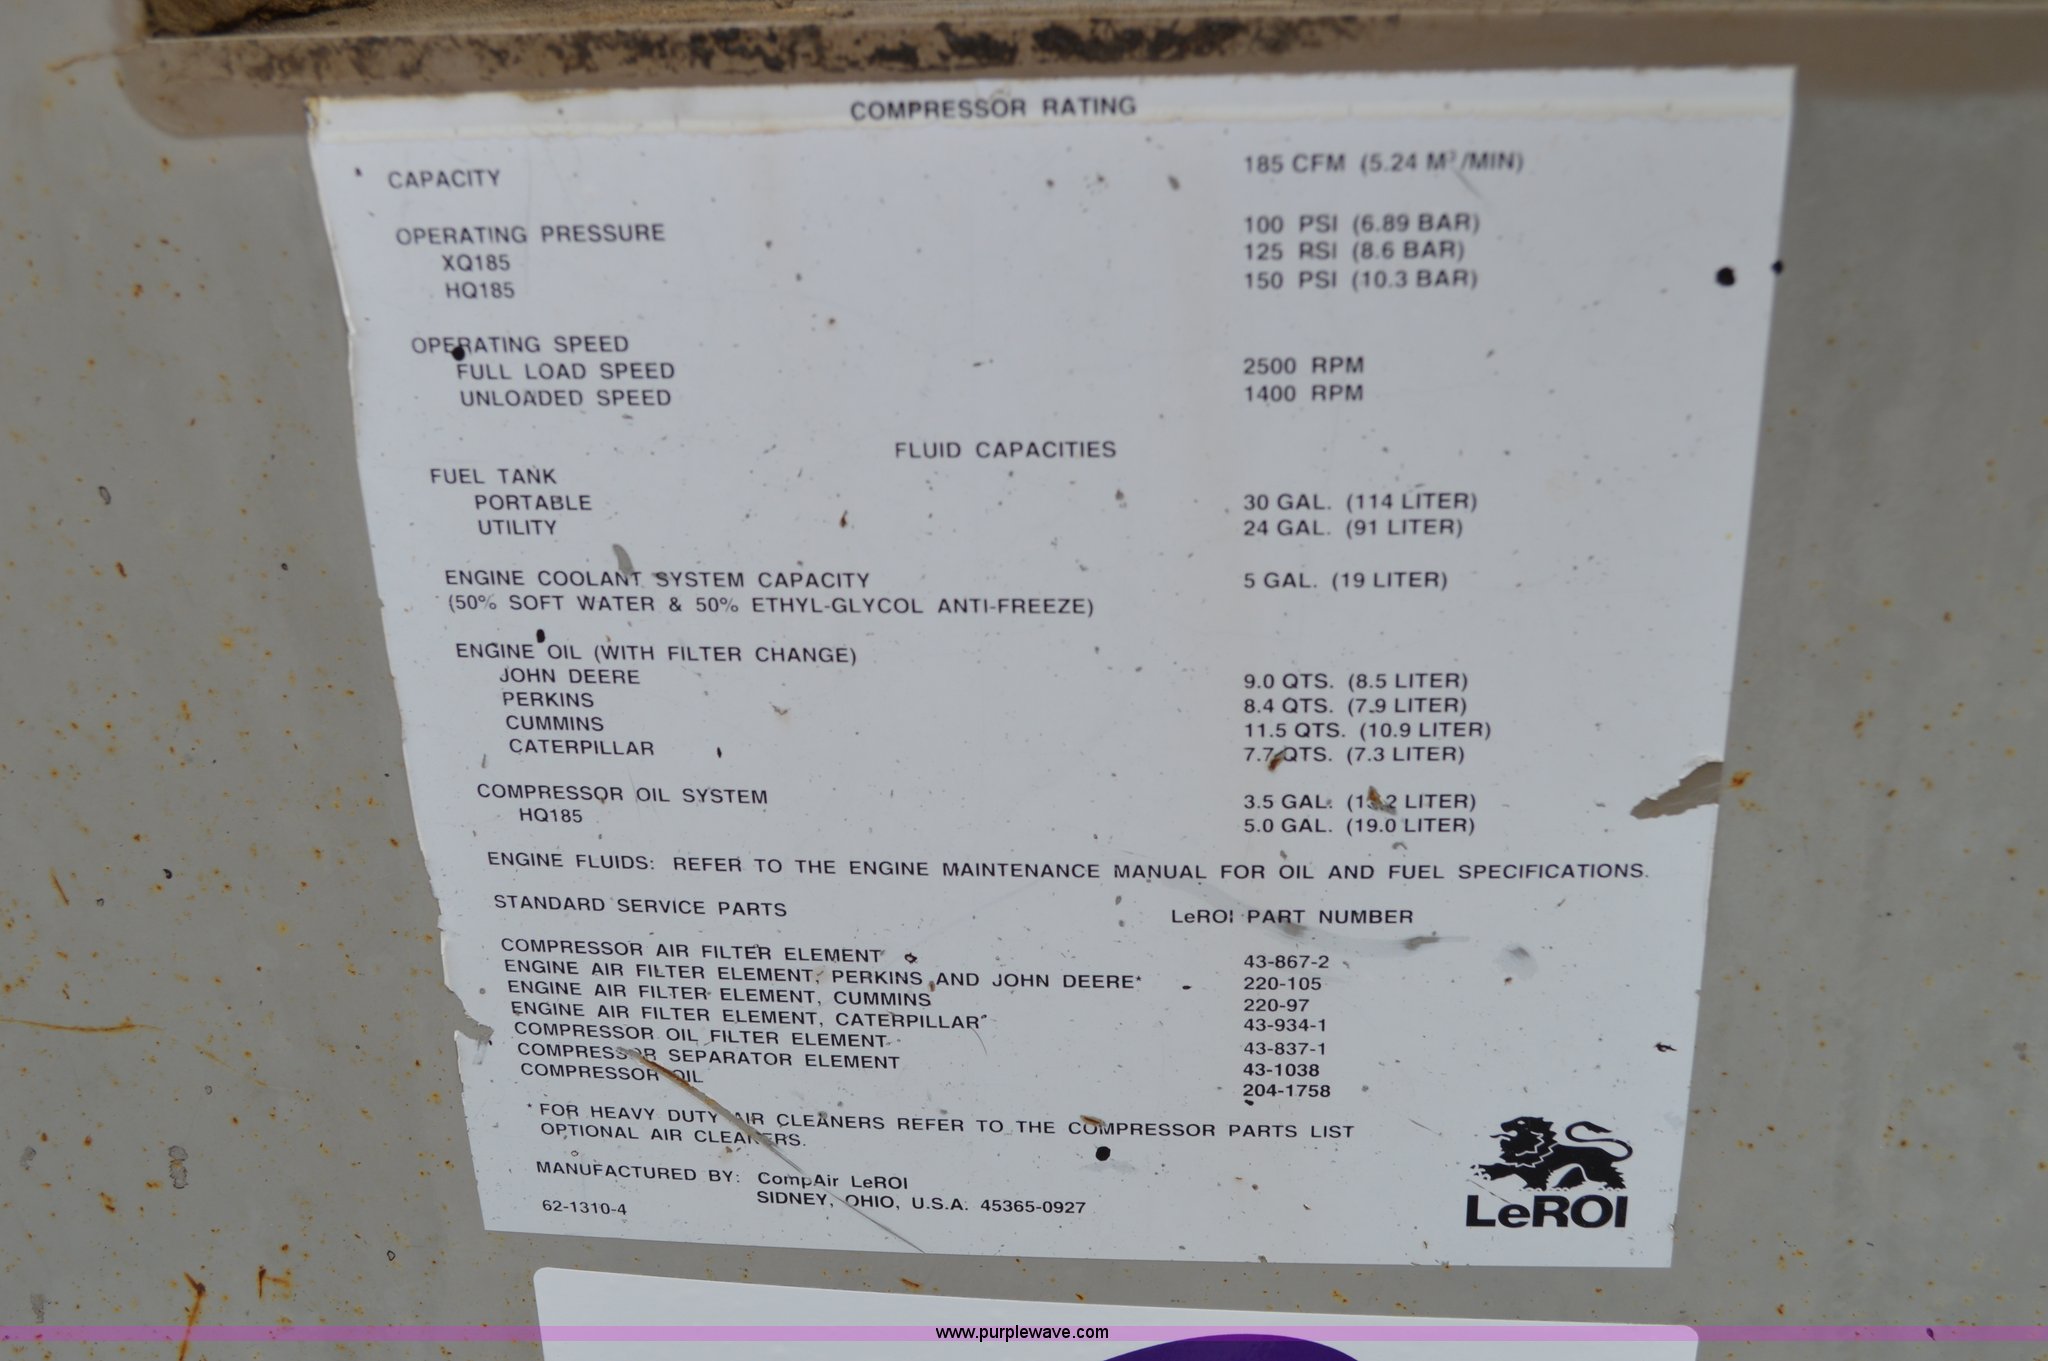 COMPRESSOR RATING
CAPACITY 185 CFM (5.24 M³/MIN)
OPERATING PRESSURE 100 PSI (6.89 BAR)
XQ185 125 PSI (8.6 BAR)
HQ185 150 PSI (10.3 BAR)
OPERATING SPEED
FULL LOAD SPEED 2500 RPM
UNLOADED SPEED 1400 RPM
FLUID CAPACITIES
FUEL TANK
PORTABLE 30 GAL. (114 LITER)
UTILITY 24 GAL. (91 LITER)
ENGINE COOLANT SYSTEM CAPACITY 5 GAL. (19 LITER)
(50% SOFT WATER & 50% ETHYL-GLYCOL ANTI-FREEZE)
ENGINE OIL (WITH FILTER CHANGE)
JOHN DEERE 9.0 QTS. (8.5 LITER)
PERKINS 8.4 QTS. (7.9 LITER)
CUMMINS 11.5 QTS. (10.9 LITER)
CATERPILLAR 7.7 QTS. (7.3 LITER)
COMPRESSOR OIL SYSTEM 3.5 GAL. (13.2 LITER)
HQ185 5.0 GAL. (19.0 LITER)
ENGINE FLUIDS: REFER TO THE ENGINE MAINTENANCE MANUAL FOR OIL AND FUEL SPECIFICATIONS.
STANDARD SERVICE PARTS LeROI PART NUMBER
COMPRESSOR AIR FILTER ELEMENT 43-867-2
ENGINE AIR FILTER ELEMENT, PERKINS AND JOHN DEERE* 220-105
ENGINE AIR FILTER ELEMENT, CUMMINS 220-97
ENGINE AIR FILTER ELEMENT, CATERPILLAR* 43-934-1
COMPRESSOR OIL FILTER ELEMENT 43-837-1
COMPRESSOR SEPARATOR ELEMENT 43-1038
COMPRESSOR OIL 204-1758
* FOR HEAVY DUTY AIR CLEANERS REFER TO THE COMPRESSOR PARTS LIST
OPTIONAL AIR CLEANERS.
MANUFACTURED BY: CompAir LeROI
SIDNEY, OHIO, U.S.A. 45365-0927
62-1310-4
LeROI
www.purplewave.com